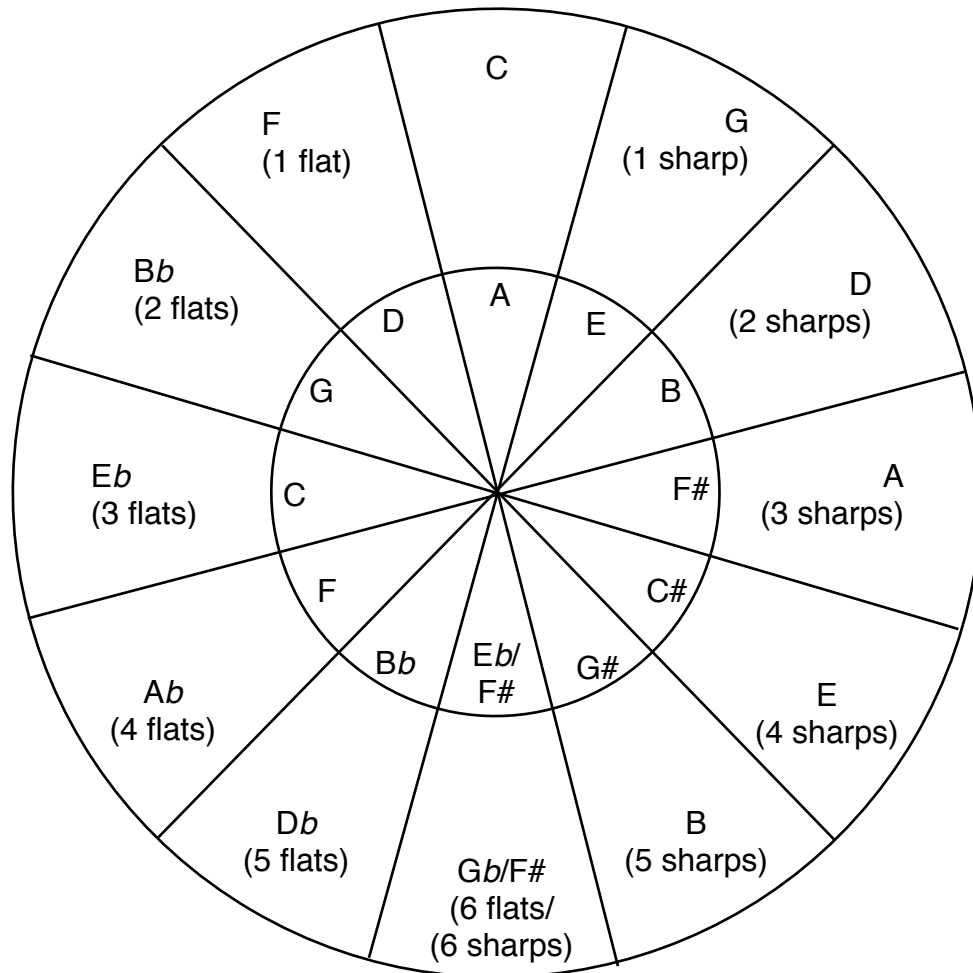 C
G
(1 sharp)
D
(2 sharps)
A
(3 sharps)
E
(4 sharps)
B
(5 sharps)
Gb/F#
(6 flats/
(6 sharps)
Db
(5 flats)
Ab
(4 flats)
Eb
(3 flats)
Bb
(2 flats)
F
(1 flat)
A
E
B
F#
C#
G#
Eb/
F#
Bb
F
C
G
D